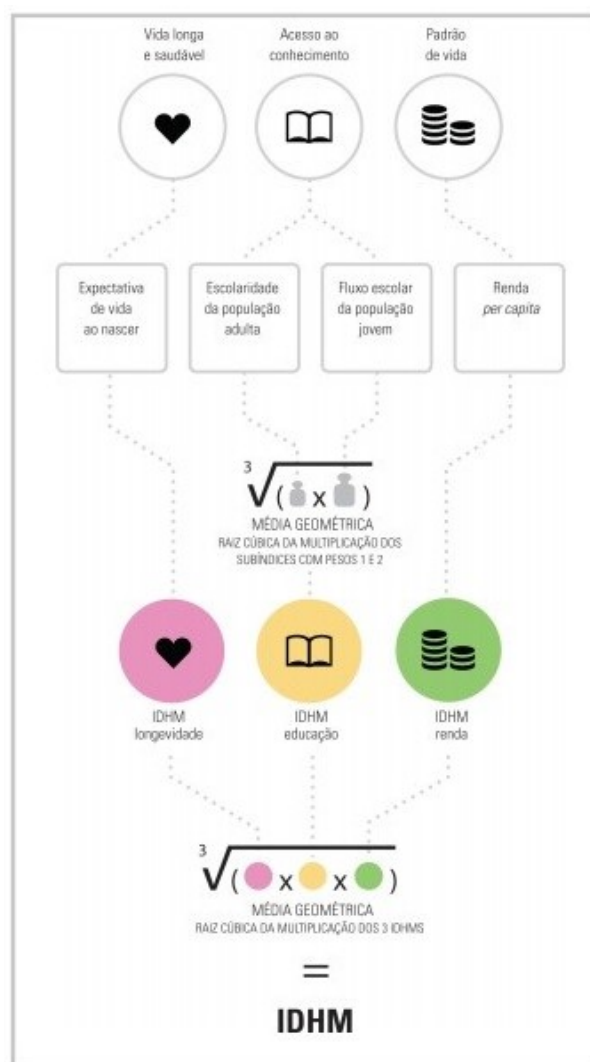 Vida longa
e saudável
Acesso ao
conhecimento
Padrão
de vida
Expectativa
de vida
ao nascer
Escolaridade
da população
adulta
Fluxo escolar
da população
jovem
Renda
per capita
3
( x )
MÉDIA GEOMÉTRICA
RAIZ CÚBICA DA MULTIPLICAÇÃO DOS
SUBÍNDICES COM PESOS 1 E 2
IDHM
longevidade
IDHM
educação
IDHM
renda
3
( x x )
MÉDIA GEOMÉTRICA
RAIZ CÚBICA DA MULTIPLICAÇÃO DOS 3 IDHMS
=
IDHM